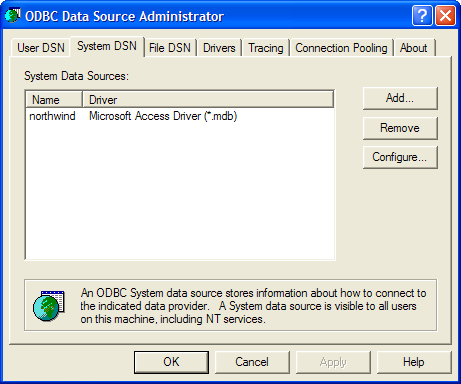 ODBC Data Source Administrator
User DSN System DSN File DSN Drivers Tracing Connection Pooling About
System Data Sources:
Name Driver
northwind Microsoft Access Driver (*.mdb)
Add...
Remove
Configure...
An ODBC System data source stores information about how to connect to
the indicated data provider. A System data source is visible to all users
on this machine, including NT services.
OK Cancel Apply Help